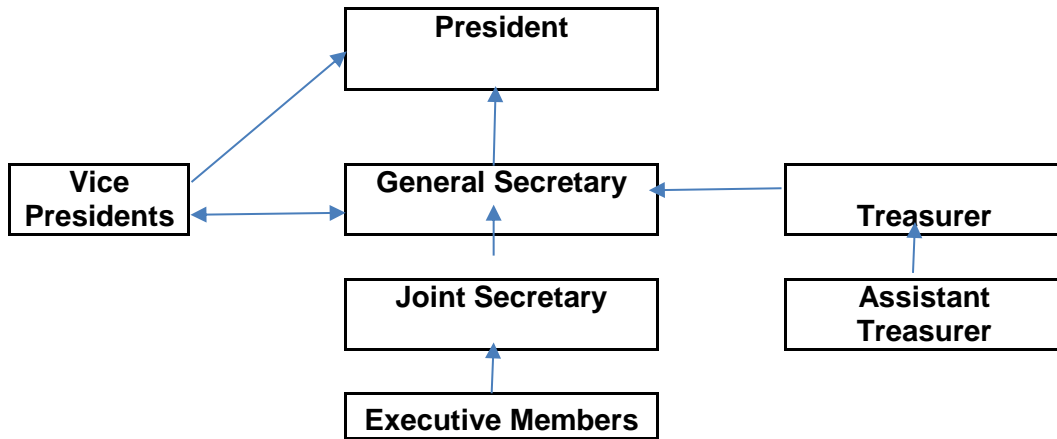 President
Vice
Presidents
General Secretary
Treasurer
Joint Secretary
Assistant
Treasurer
Executive Members